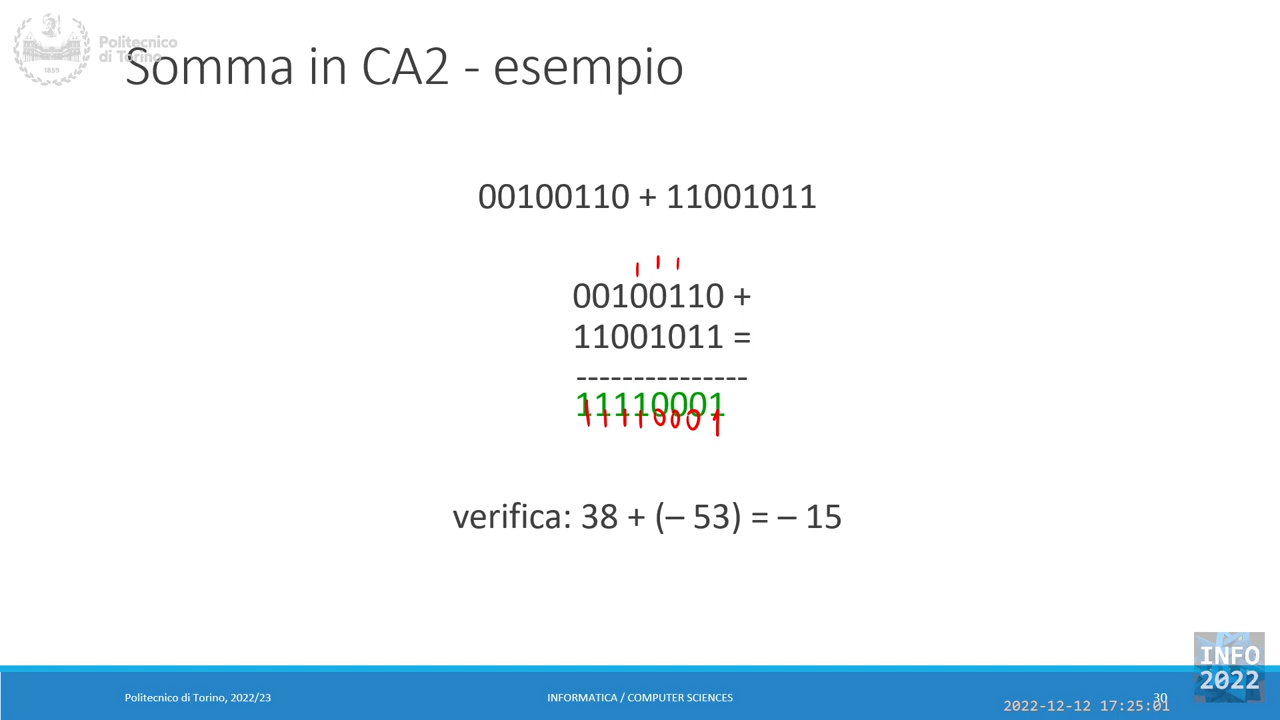 Politecnico
di Torino
1859
Somma in CA2 - esempio
00100110 + 11001011
1 1 1
00100110 +
11001011 =
---------------
11110001
11110001
verifica: 38 + (– 53) = – 15
INFO
2022
Politecnico di Torino, 2022/23
INFORMATICA / COMPUTER SCIENCES
30
2022-12-12 17:25:01